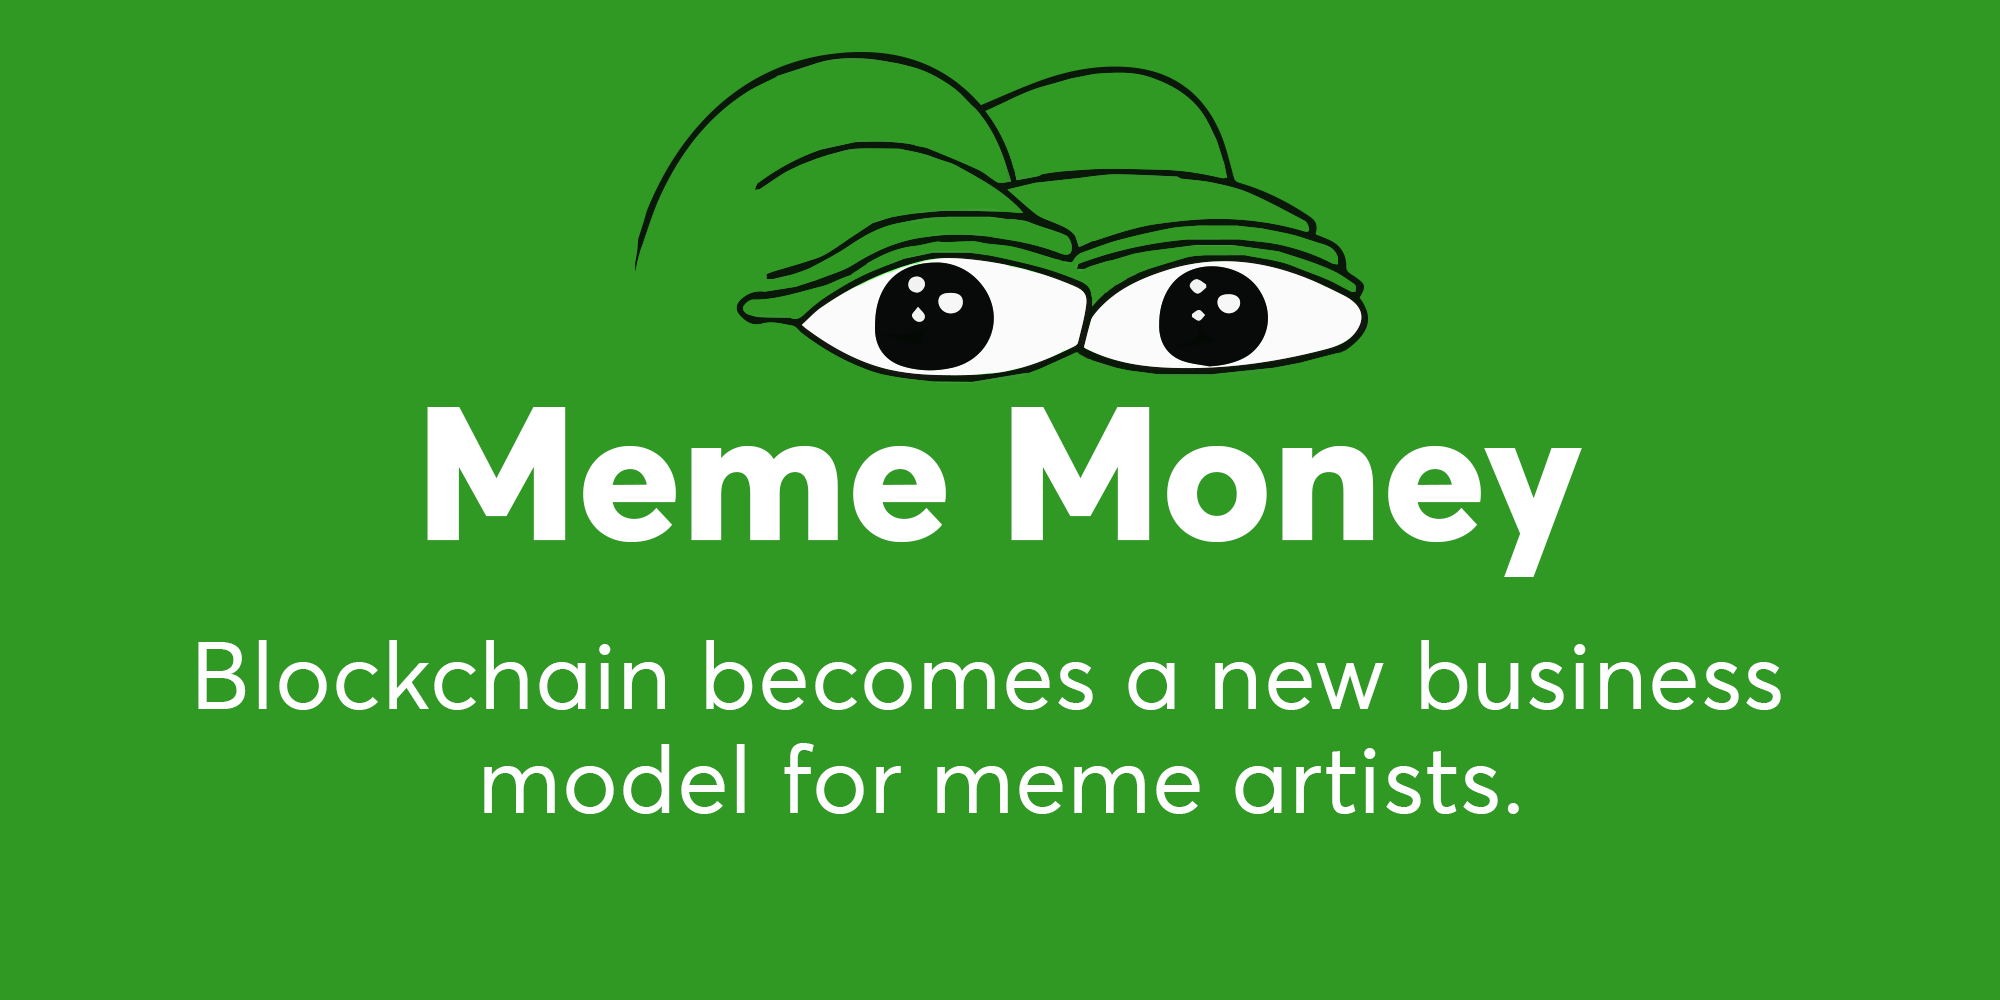 Meme Money
Blockchain becomes a new business
model for meme artists.